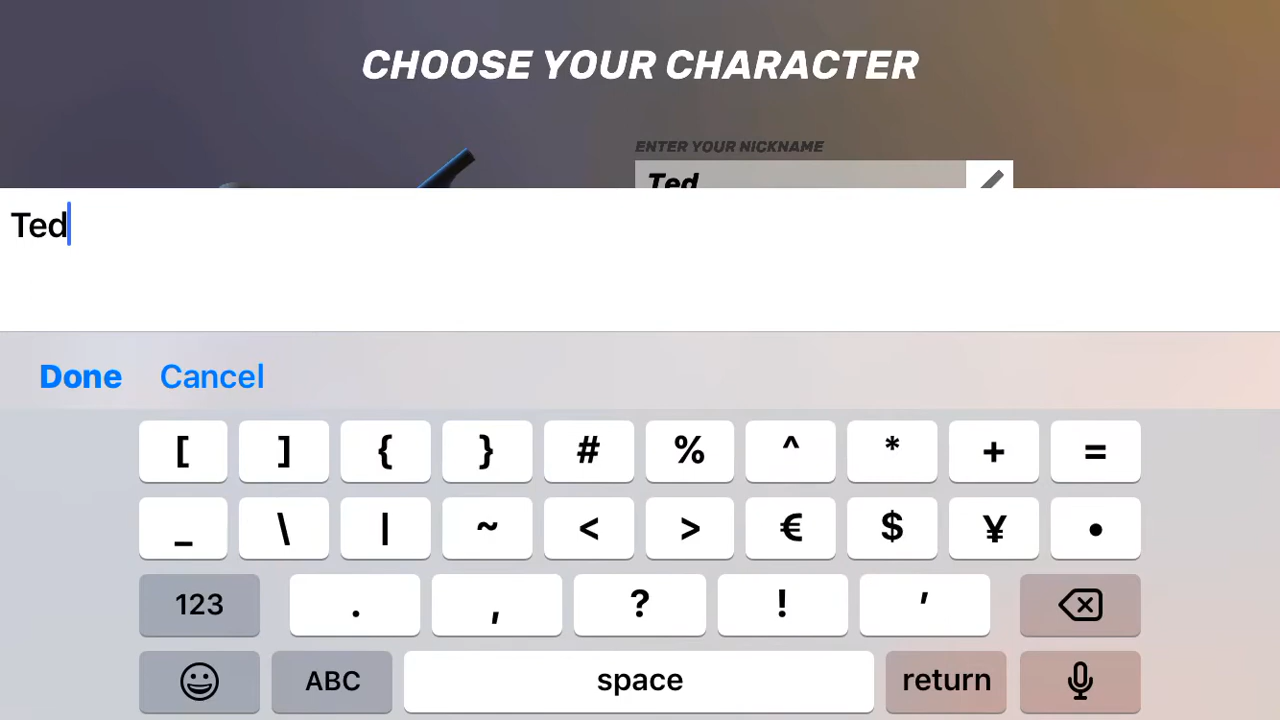 CHOOSE YOUR CHARACTER
ENTER YOUR NICKNAME
Ted
Ted
Done Cancel
[ ] { } # % ^ * + =
_ \ | ~ < > € $ ¥ •
123 . , ? ! ′
ABC space return